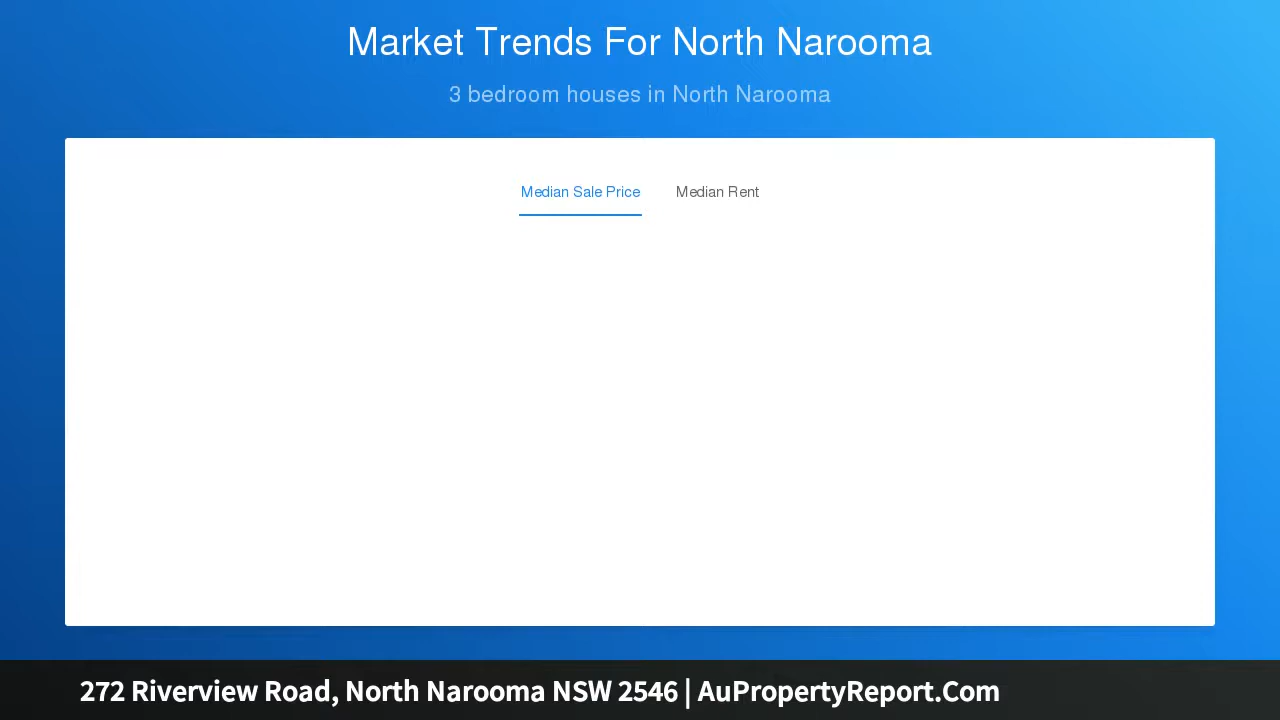 Market Trends For North Narooma
3 bedroom houses in North Narooma
Median Sale Price Median Rent
272 Riverview Road, North Narooma NSW 2546 | AuPropertyReport.Com